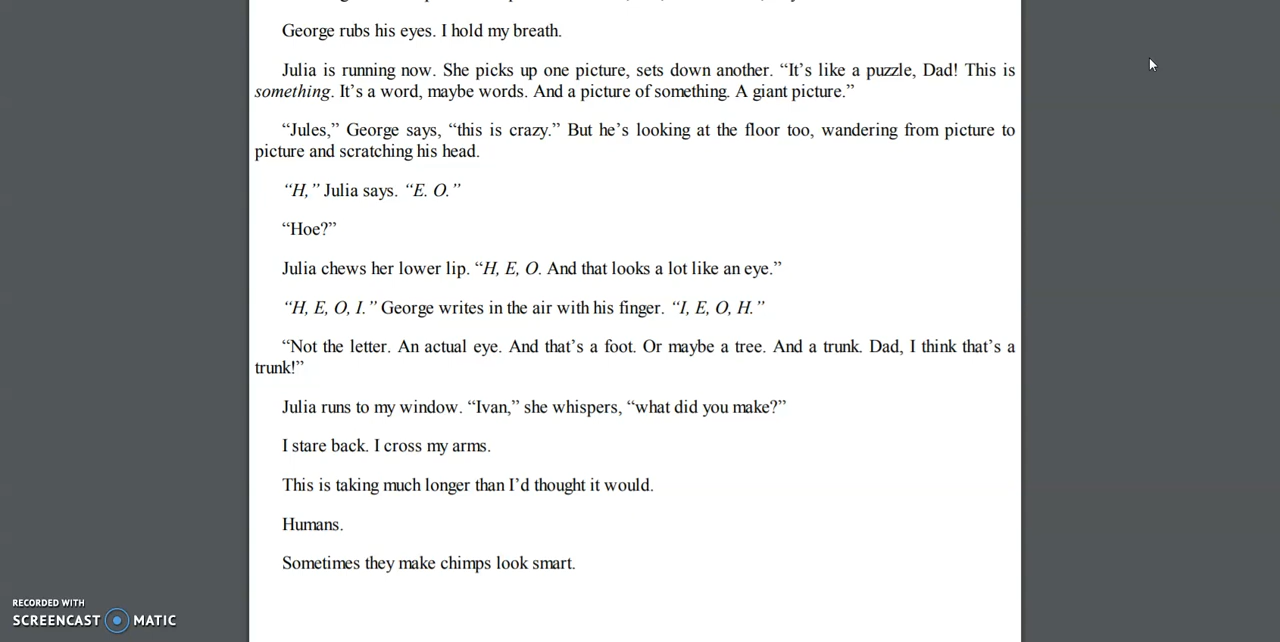 George rubs his eyes. I hold my breath.
Julia is running now. She picks up one picture, sets down another. “It’s like a puzzle, Dad! This is
something. It’s a word, maybe words. And a picture of something. A giant picture.”
“Jules,” George says, “this is crazy.” But he’s looking at the floor too, wandering from picture to
picture and scratching his head.
“H,” Julia says. “E. O.”
“Hoe?”
Julia chews her lower lip. “H, E, O. And that looks a lot like an eye.”
“H, E, O, I.” George writes in the air with his finger. “I, E, O, H.”
“Not the letter. An actual eye. And that’s a foot. Or maybe a tree. And a trunk. Dad, I think that’s a
trunk!”
Julia runs to my window. “Ivan,” she whispers, “what did you make?”
I stare back. I cross my arms.
This is taking much longer than I’d thought it would.
Humans.
Sometimes they make chimps look smart.
RECORDED WITH
SCREENCAST MATIC